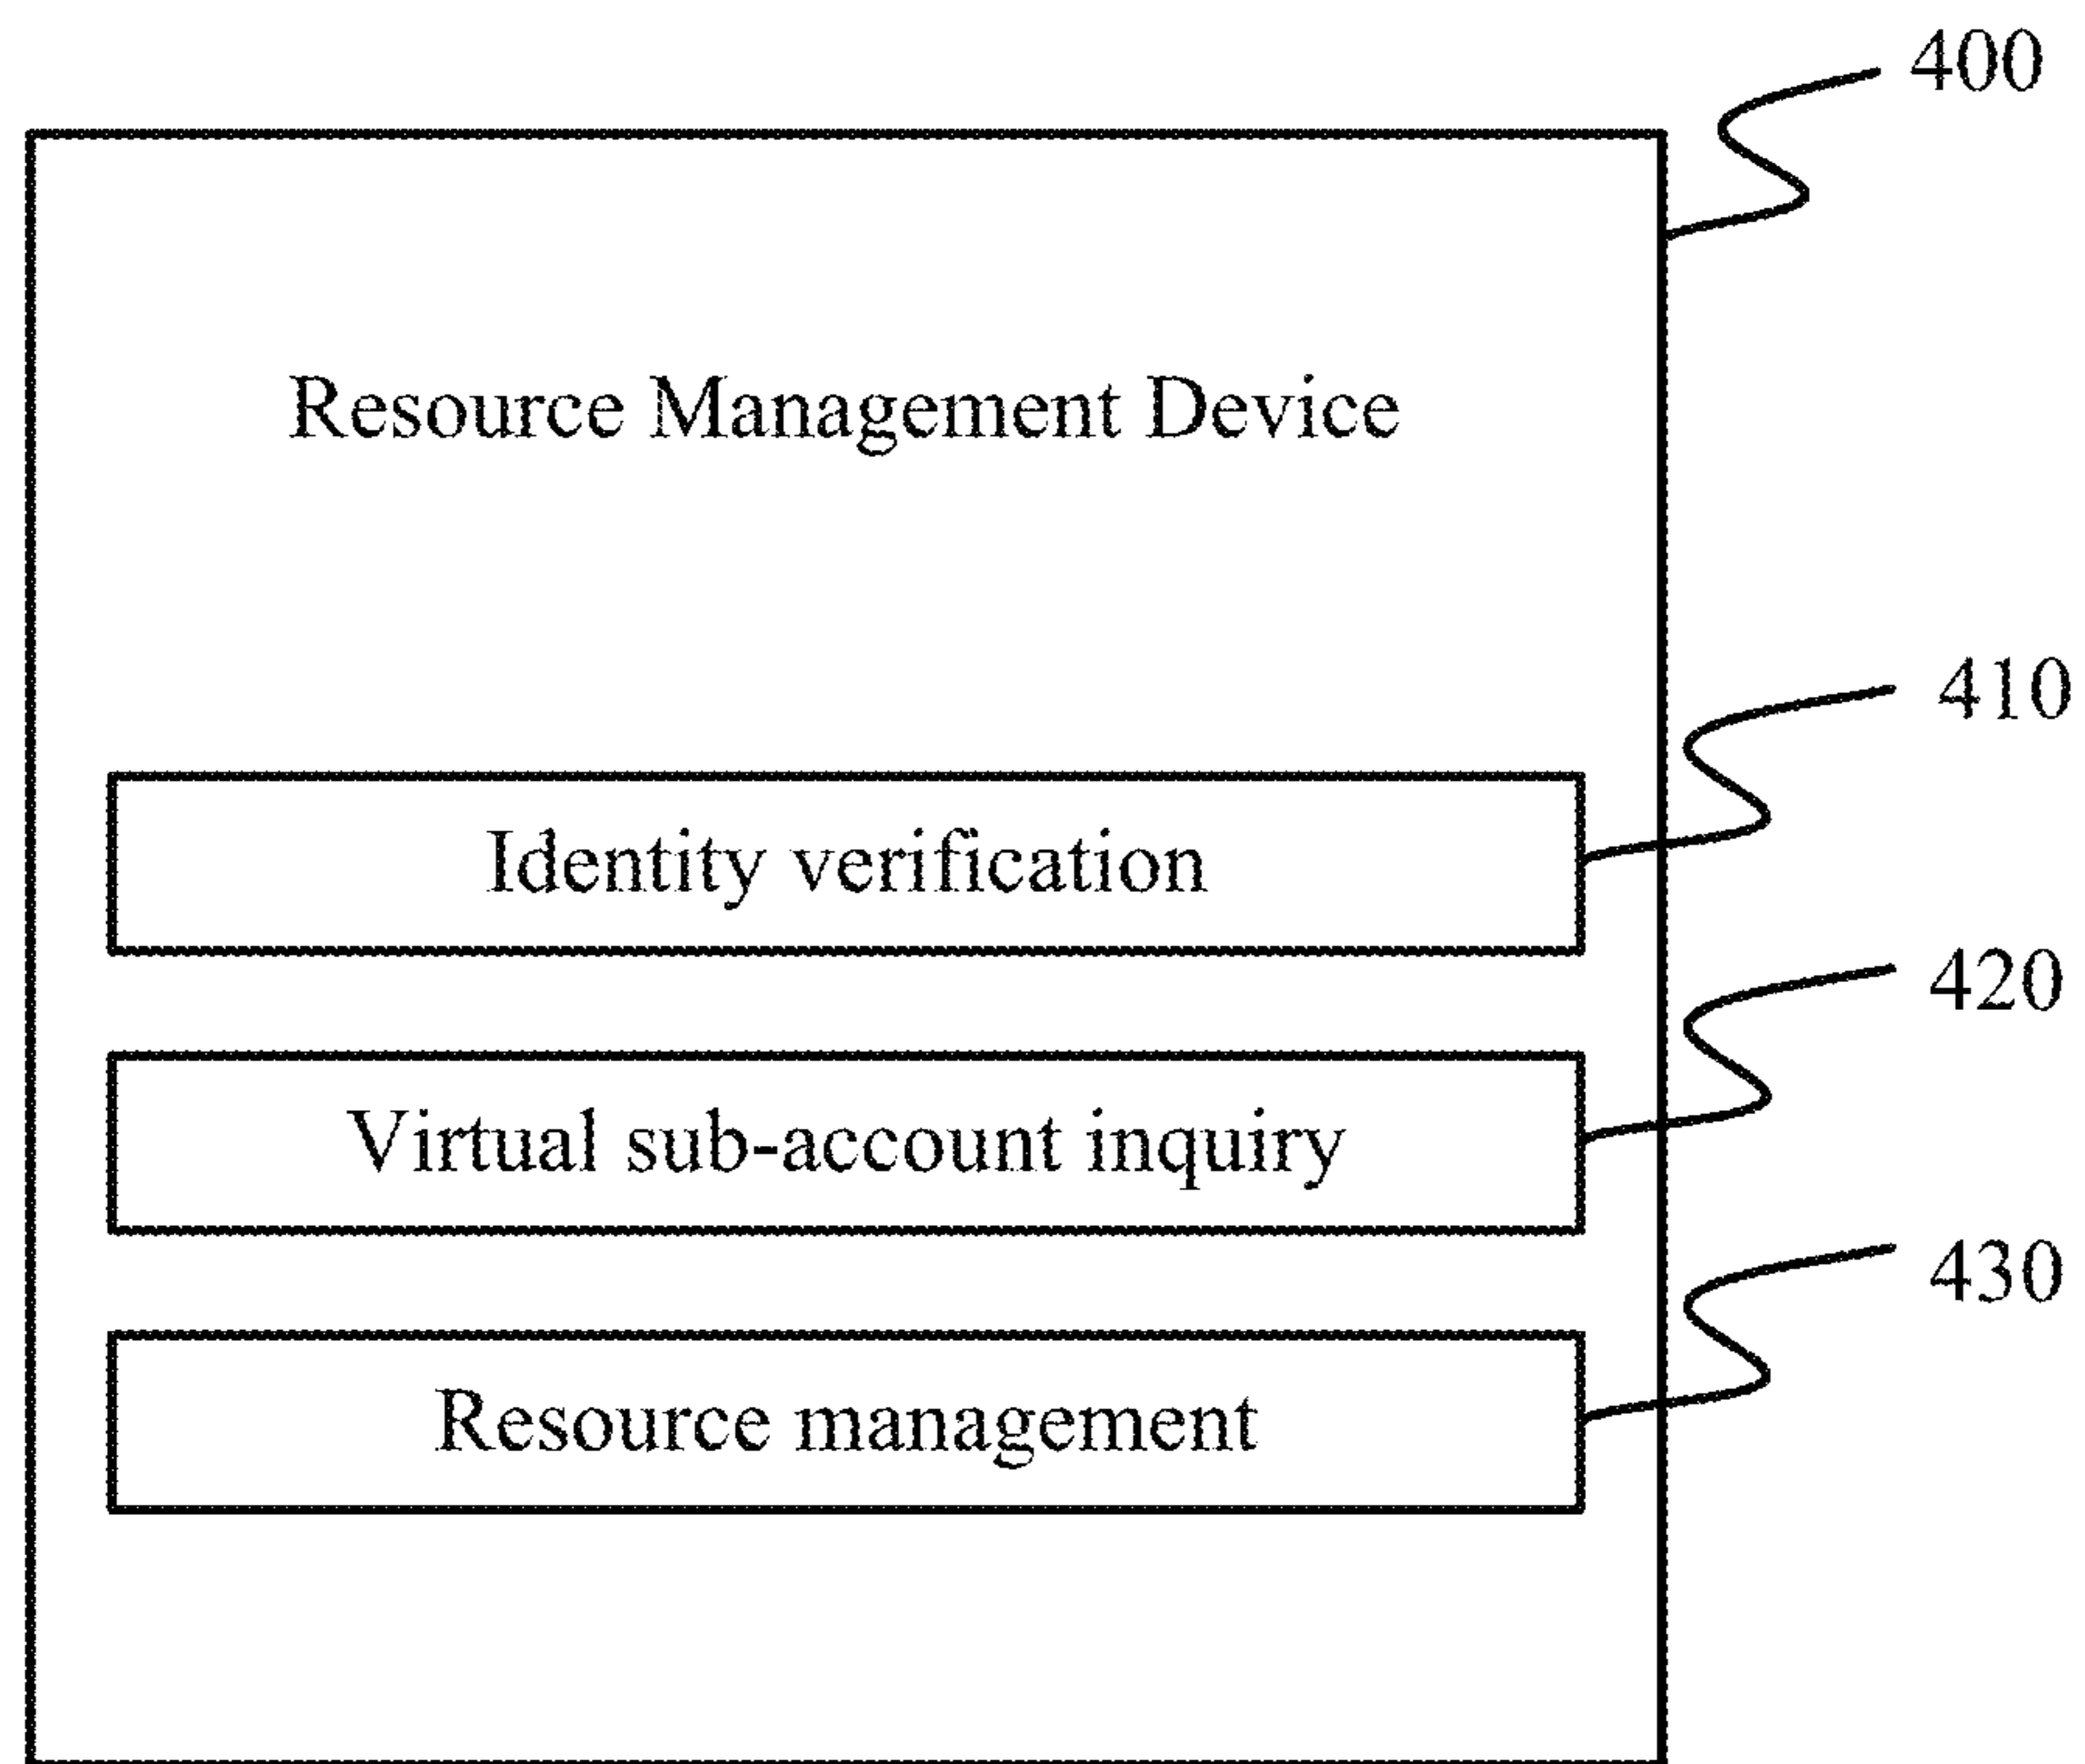 400
Resource Management Device
410
Identity verification
420
Virtual sub-account inquiry
430
Resource management